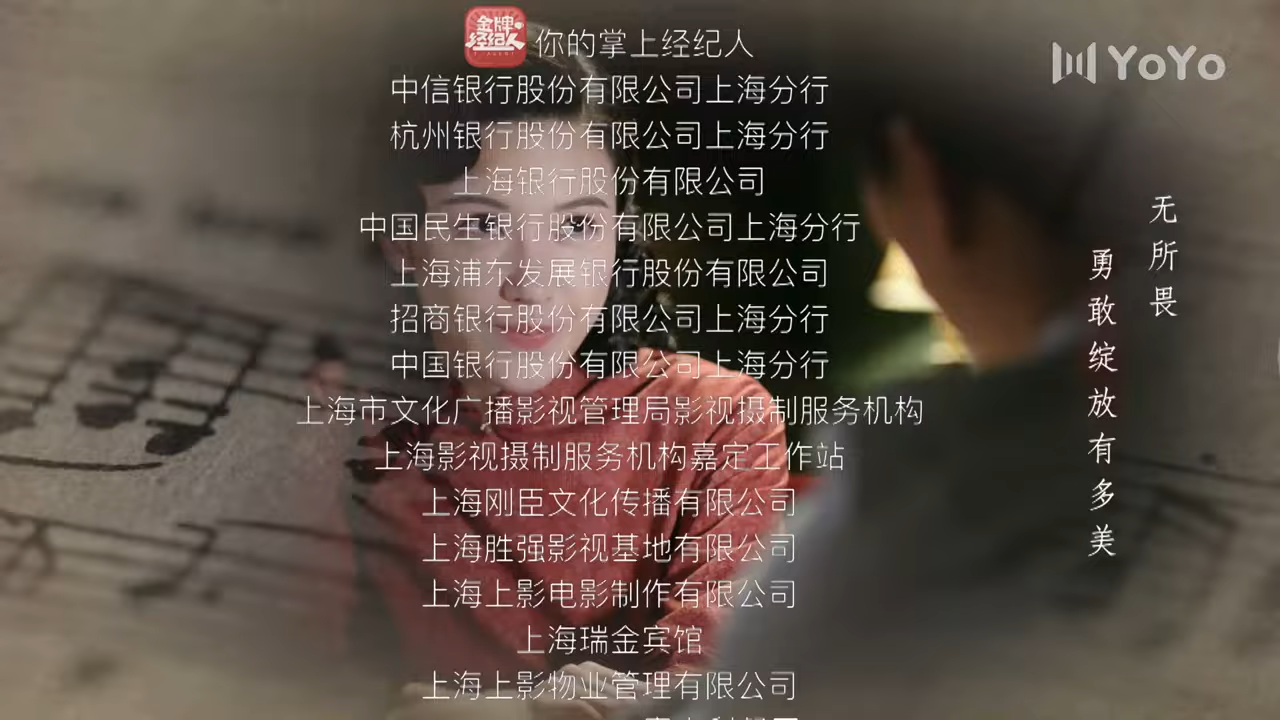 金牌经纪人 你的掌上经纪人
中信银行股份有限公司上海分行
杭州银行股份有限公司上海分行
上海银行股份有限公司
中国民生银行股份有限公司上海分行
上海浦东发展银行股份有限公司
招商银行股份有限公司上海分行
中国银行股份有限公司上海分行
上海市文化广播影视管理局影视摄制服务机构
上海影视摄制服务机构嘉定工作站
上海刚臣文化传播有限公司
上海胜强影视基地有限公司
上海上影电影制作有限公司
上海瑞金宾馆
上海上影物业管理有限公司
YoYo
无所畏
勇敢绽放有多美